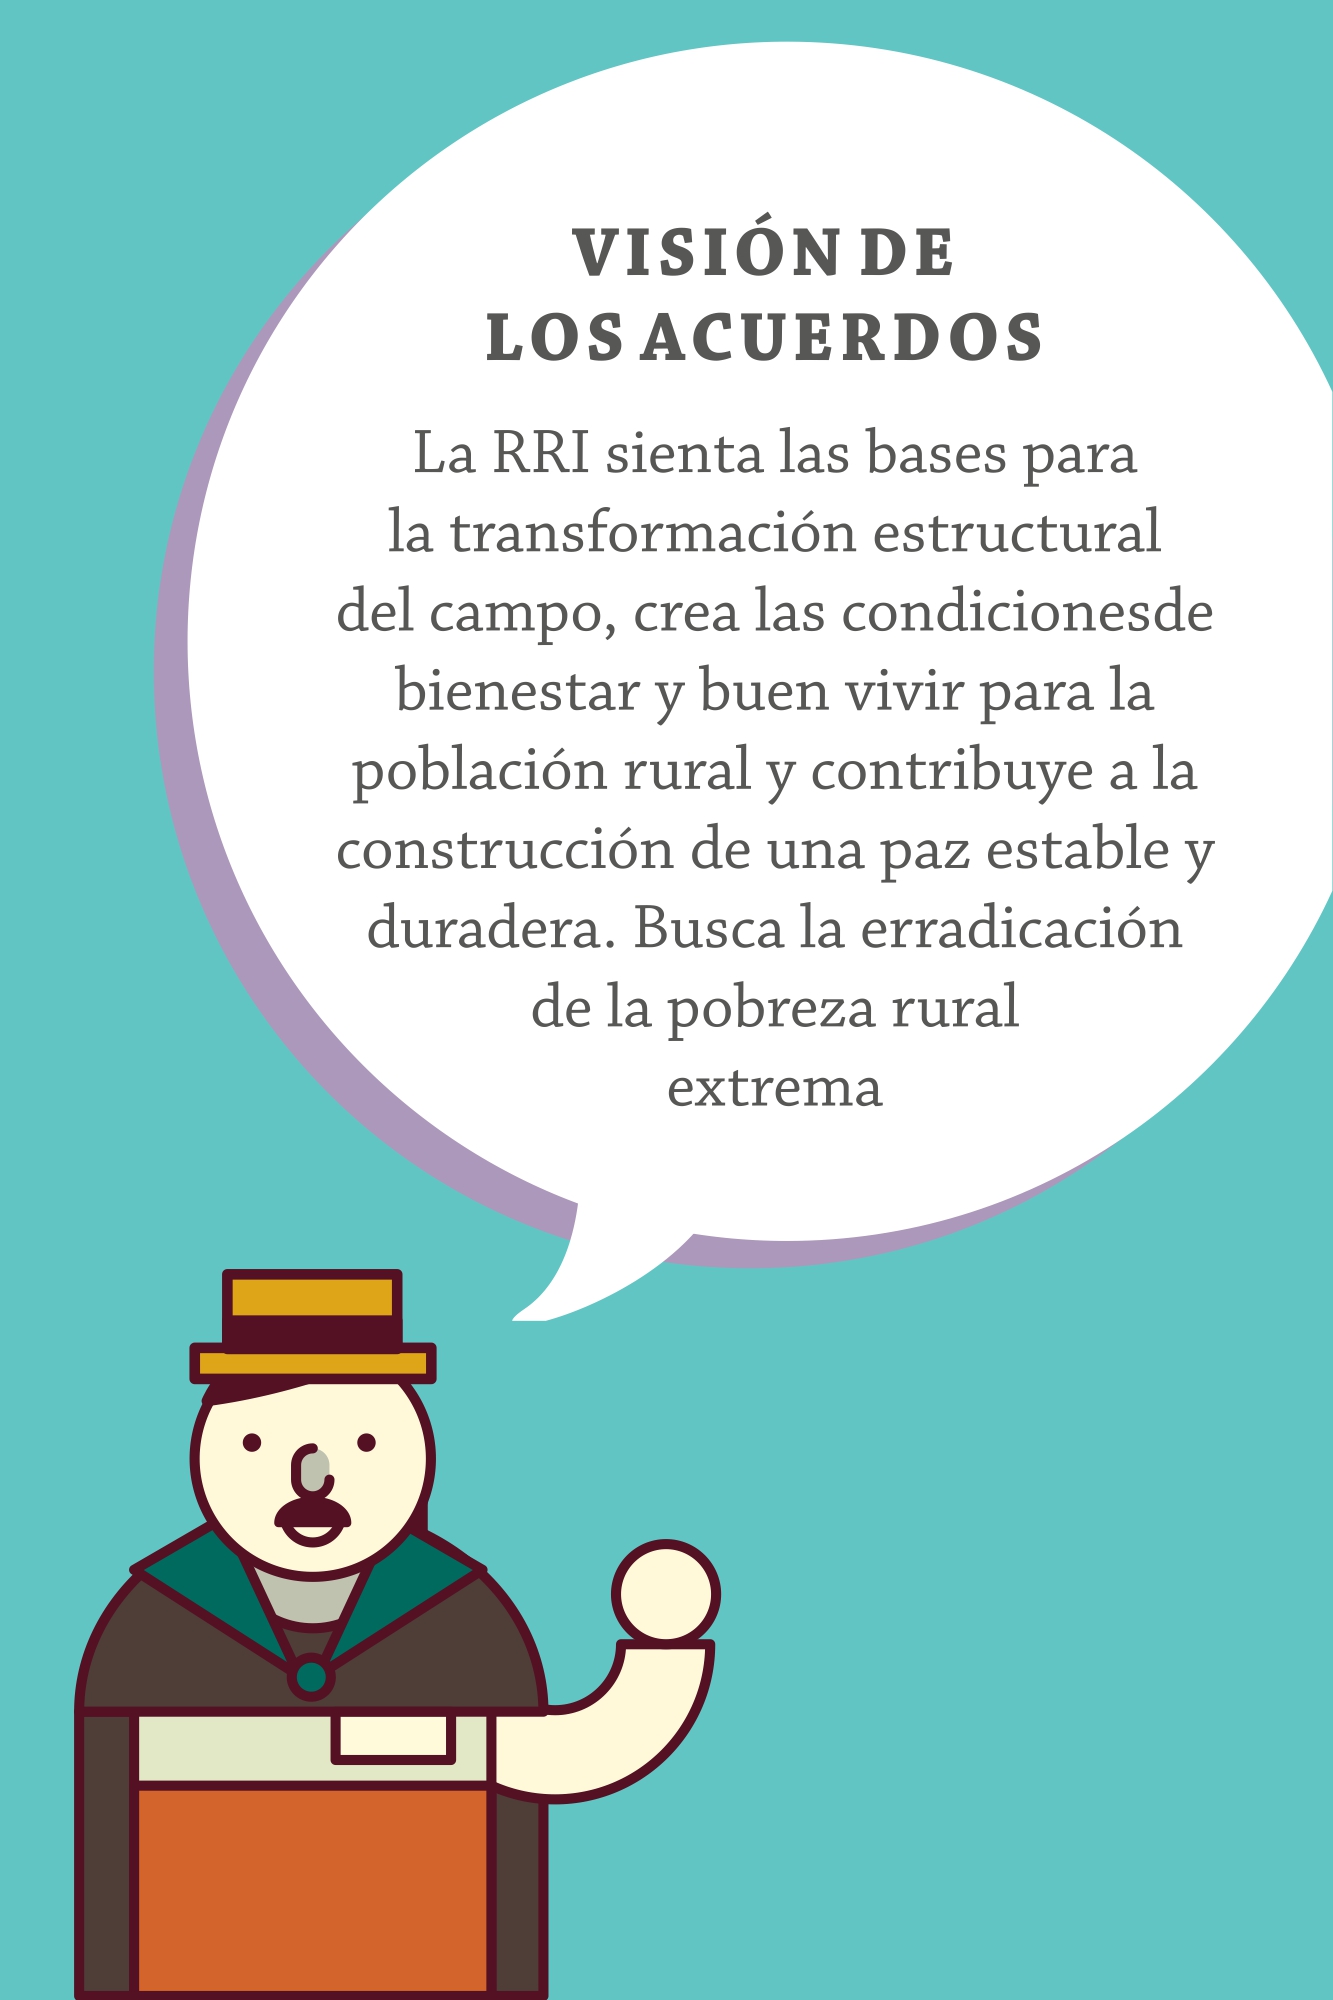 VISIÓN DE
LOS ACUERDOS
La RRI sienta las bases para
la transformación estructural
del campo, crea las condicionesde
bienestar y buen vivir para la
población rural y contribuye a la
construcción de una paz estable y
duradera. Busca la erradicación
de la pobreza rural
extrema